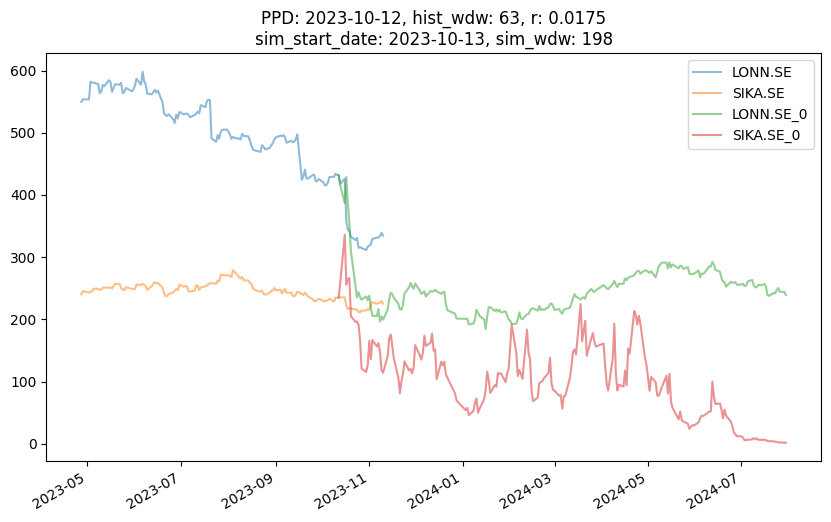 PPD: 2023-10-12, hist_wdw: 63, r: 0.0175
sim_start_date: 2023-10-13, sim_wdw: 198
LONN.SE
SIKA.SE
LONN.SE_0
SIKA.SE_0
600
500
400
300
200
100
0
2023-05
2023-07
2023-09
2023-11
2024-01
2024-03
2024-05
2024-07